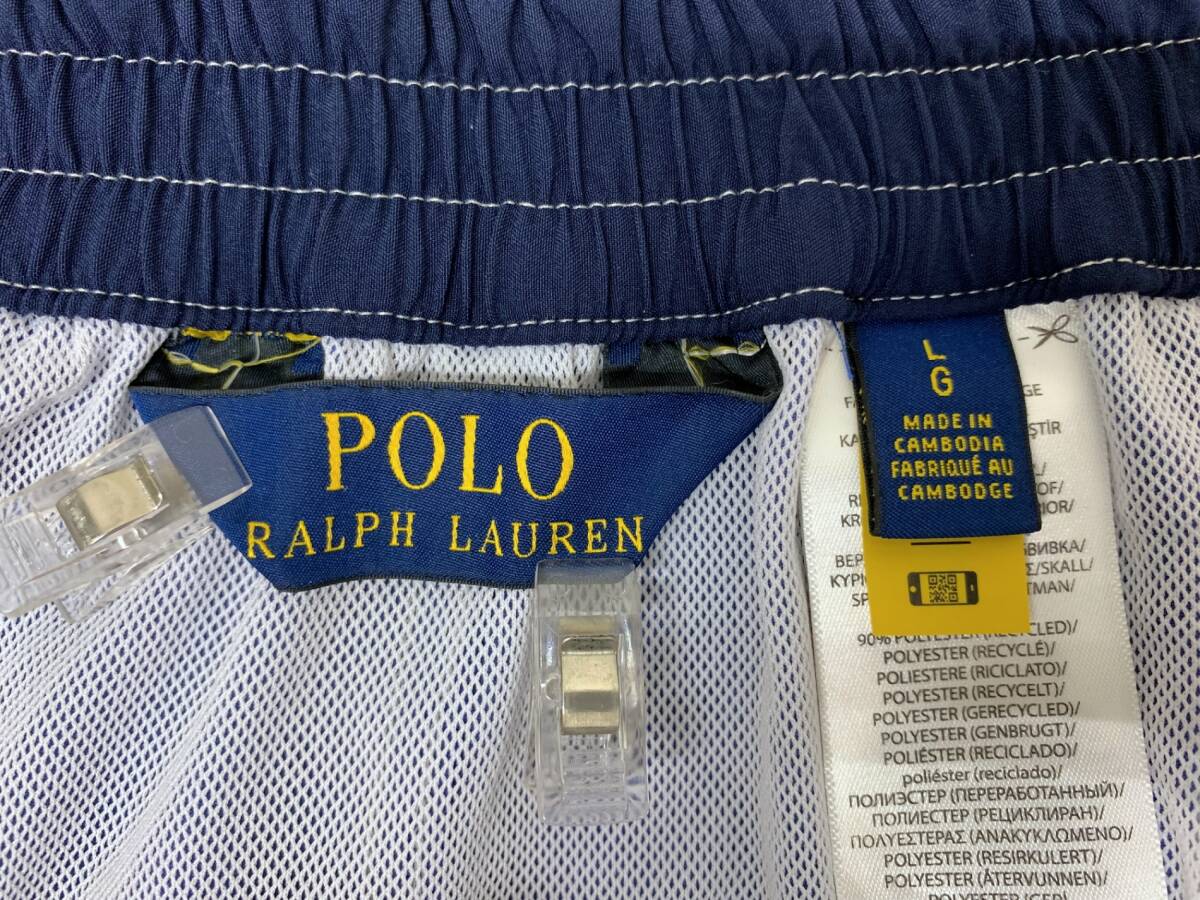 POLO
RALPH LAUREN
L
G
MADE IN
CAMBODIA
FABRIQUÉ AU
CAMBODGE
90% POLYESTER (RECYCLED)/
POLYESTER (RECYCLÉ)/
POLIESTERE (RICICLATO)/
POLYESTER (RECYCELT)/
POLYESTER (GERECYCLED)/
POLYESTER (GENBRUGT)/
POLIÉSTER (RECICLADO)/
poliéster (reciclado)/
ПОЛИЭСТЕР (ПЕРЕРАБОТАННЫЙ)/
ПОЛИЕСТЕР (РЕЦИКЛИРАН)/
ΠΟΛΥΕΣΤΕΡΑΣ (ΑΝΑΚΥΚΛΩΜΕΝΟ)/
POLYESTER (RESIRKULERT)/
POLYESTER (ÅTERVUNNEN)/